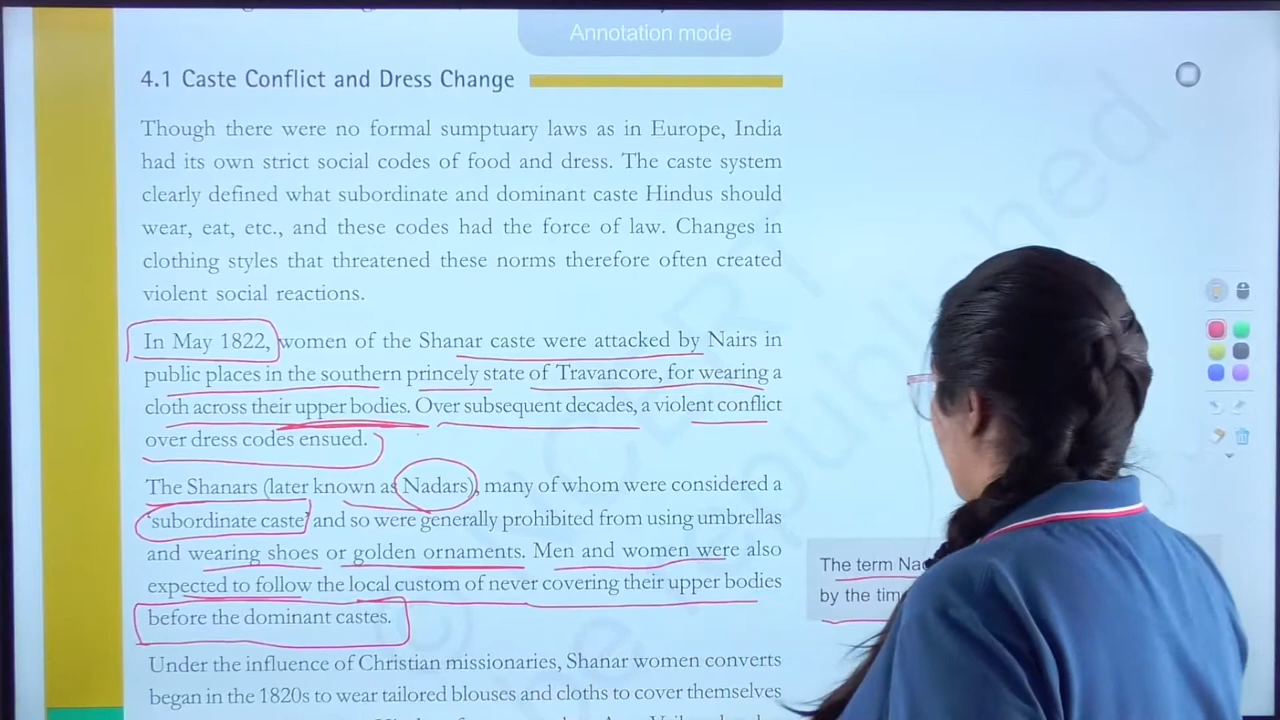 Annotation mode
4.1 Caste Conflict and Dress Change
Though there were no formal sumptuary laws as in Europe, India
had its own strict social codes of food and dress. The caste system
clearly defined what subordinate and dominant caste Hindus should
wear, eat, etc., and these codes had the force of law. Changes in
clothing styles that threatened these norms therefore often created
violent social reactions.
In May 1822, women of the Shanar caste were attacked by Nairs in
public places in the southern princely state of Travancore, for wearing a
cloth across their upper bodies. Over subsequent decades, a violent conflict
over dress codes ensued.
The Shanars (later known as Nadars), many of whom were considered a
'subordinate caste' and so were generally prohibited from using umbrellas
and wearing shoes or golden ornaments. Men and women were also
expected to follow the local custom of never covering their upper bodies
before the dominant castes.
The term
by the
Under the influence of Christian missionaries, Shanar women converts
began in the 1820s to wear tailored blouses and cloths to cover themselves